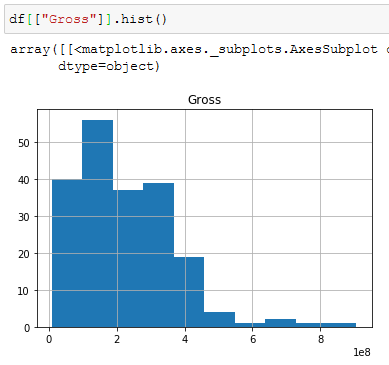 df[["Gross"]].hist()
array([[<matplotlib.axes._subplots.AxesSubplot
dtype=object)
Gross
50
40
30
20
10
0
0 2 4 6 8
1e8